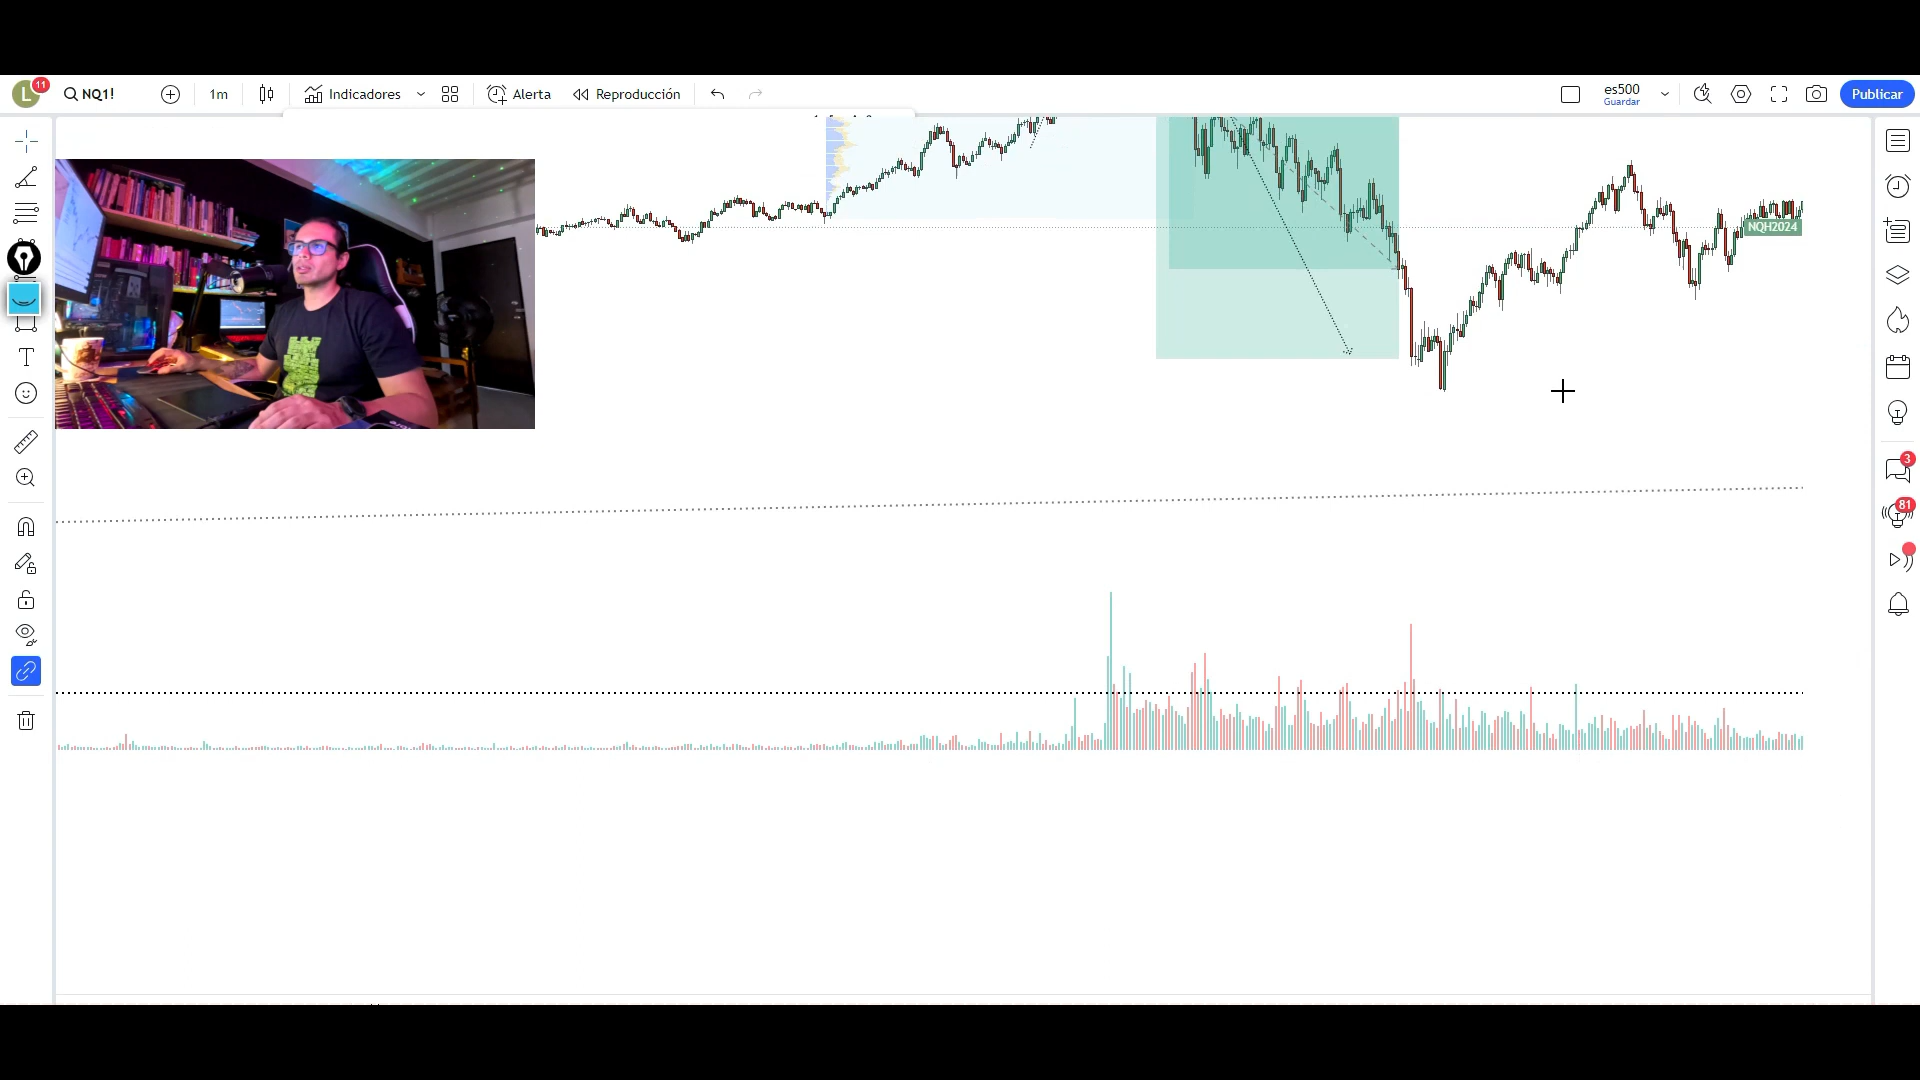 L
11
NQ1!
1m
Indicadores
Alerta
Reproducción
es500
Guardar
Publicar
NQH2024
T
3
81